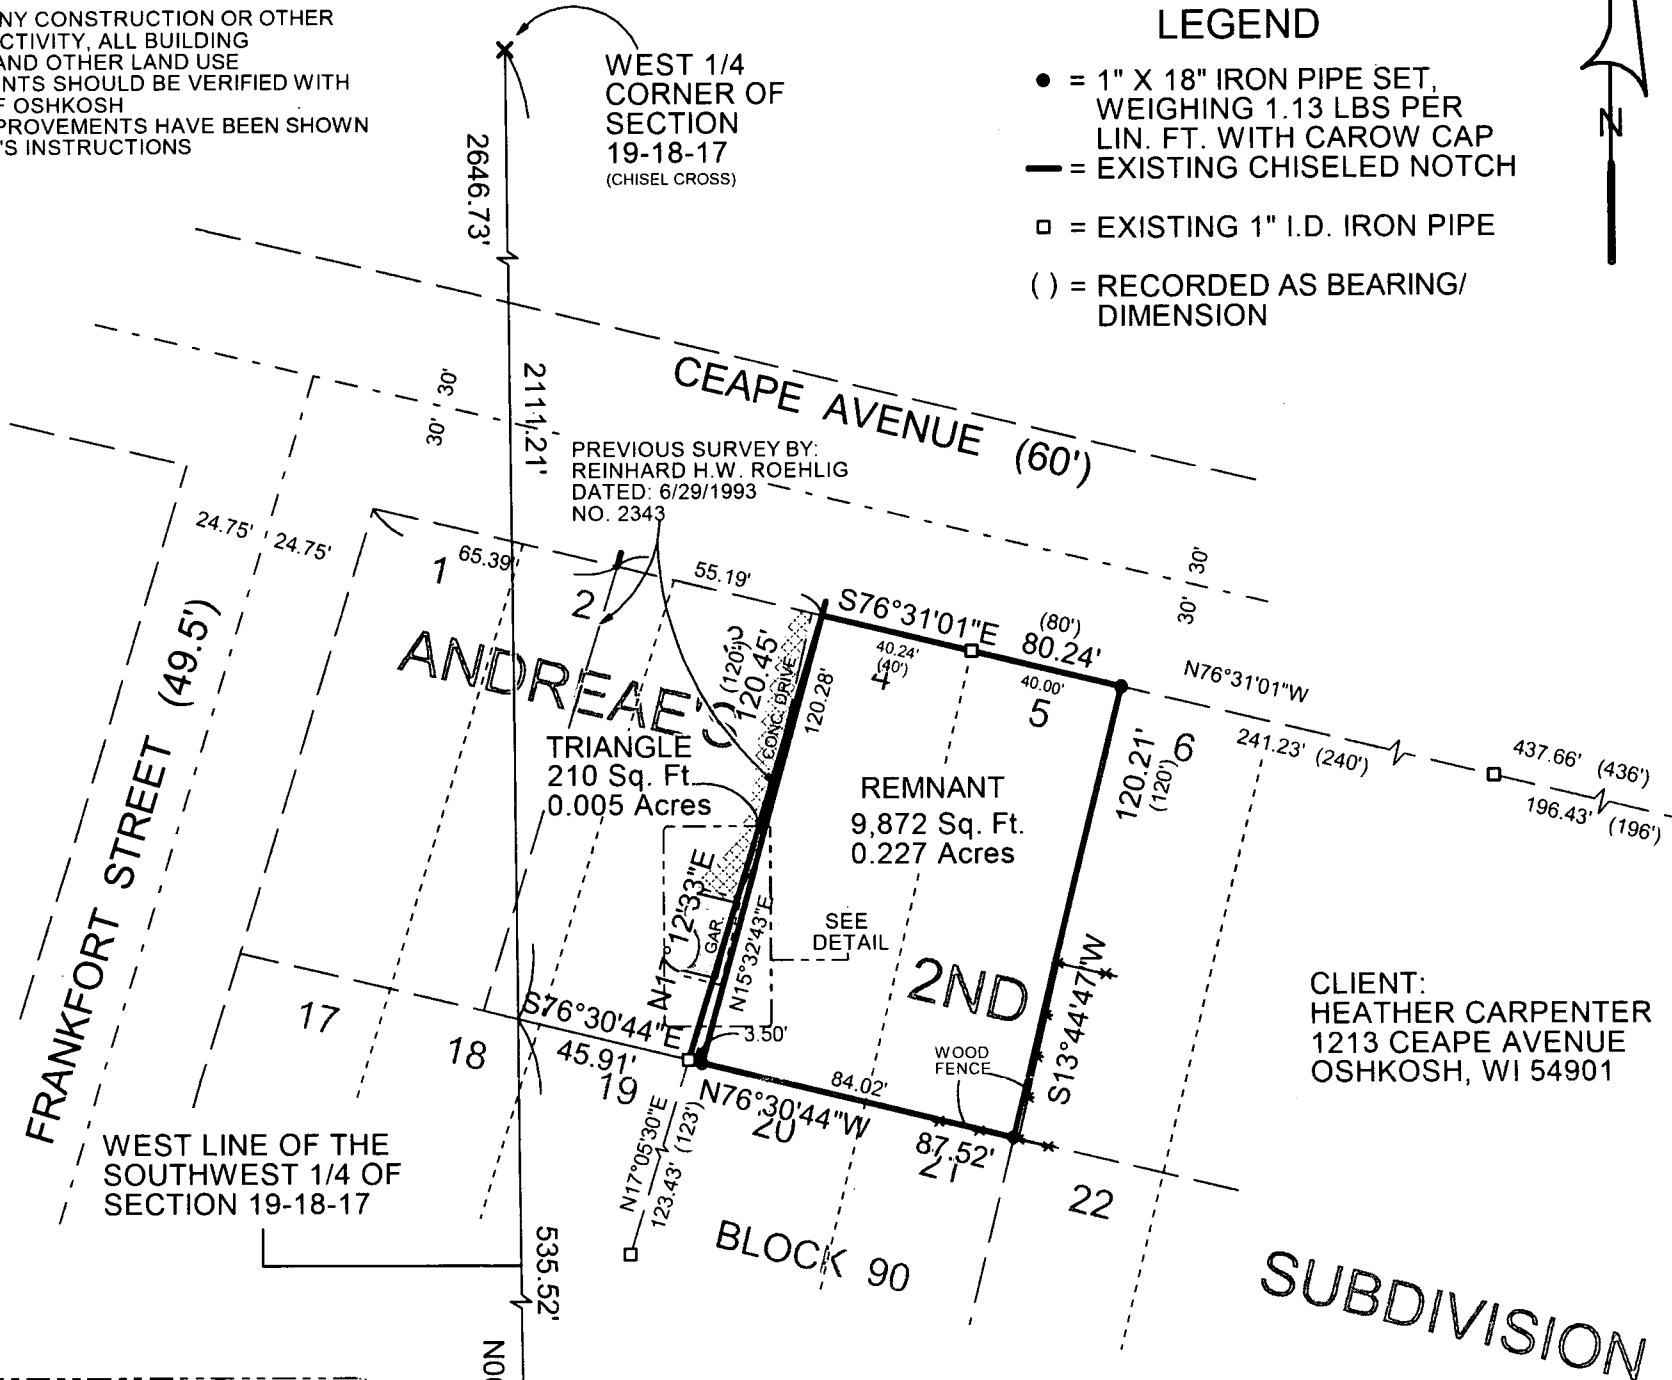 NY CONSTRUCTION OR OTHER
CTIVITY, ALL BUILDING
AND OTHER LAND USE
NTS SHOULD BE VERIFIED WITH
F OSHKOSH
PROVEMENTS HAVE BEEN SHOWN
'S INSTRUCTIONS
WEST 1/4
CORNER OF
SECTION
19-18-17
(CHISEL CROSS)
LEGEND
● = 1" X 18" IRON PIPE SET,
WEIGHING 1.13 LBS PER
LIN. FT. WITH CAROW CAP
= EXISTING CHISELED NOTCH
□ = EXISTING 1" I.D. IRON PIPE
( ) = RECORDED AS BEARING/
DIMENSION
N
2646.73'
2111.21'
30'
30'
CEAPE AVENUE (60')
PREVIOUS SURVEY BY:
REINHARD H.W. ROEHLIG
DATED: 6/29/1993
NO. 2343
24.75'
24.75'
1
65.39'
2
55.19'
3
S76°31'01"E
(80')
80.24'
40.24'
(40')
4
40.00'
5
30'
30'
N76°31'01"W
6
241.23' (240')
437.66' (436')
196.43' (196')
ANDREAE'S
(120')
120.45'
CONC. DRIVE
120.28'
120.21'
(120')
FRANKFORT STREET (49.5')
TRIANGLE
210 Sq. Ft.
0.005 Acres
REMNANT
9,872 Sq. Ft.
0.227 Acres
N17°12'33"E
GAR.
N15°32'43"E
SEE
DETAIL
2ND
S13°44'47"W
CLIENT:
HEATHER CARPENTER
1213 CEAPE AVENUE
OSHKOSH, WI 54901
17
18
S76°30'44"E
45.91'
19
3.50'
WOOD
FENCE
84.02'
N76°30'44"W
20
87.52'
21
22
N17°05'30"E
123.43' (123')
WEST LINE OF THE
SOUTHWEST 1/4 OF
SECTION 19-18-17
BLOCK 90
535.52'
SUBDIVISION
N00